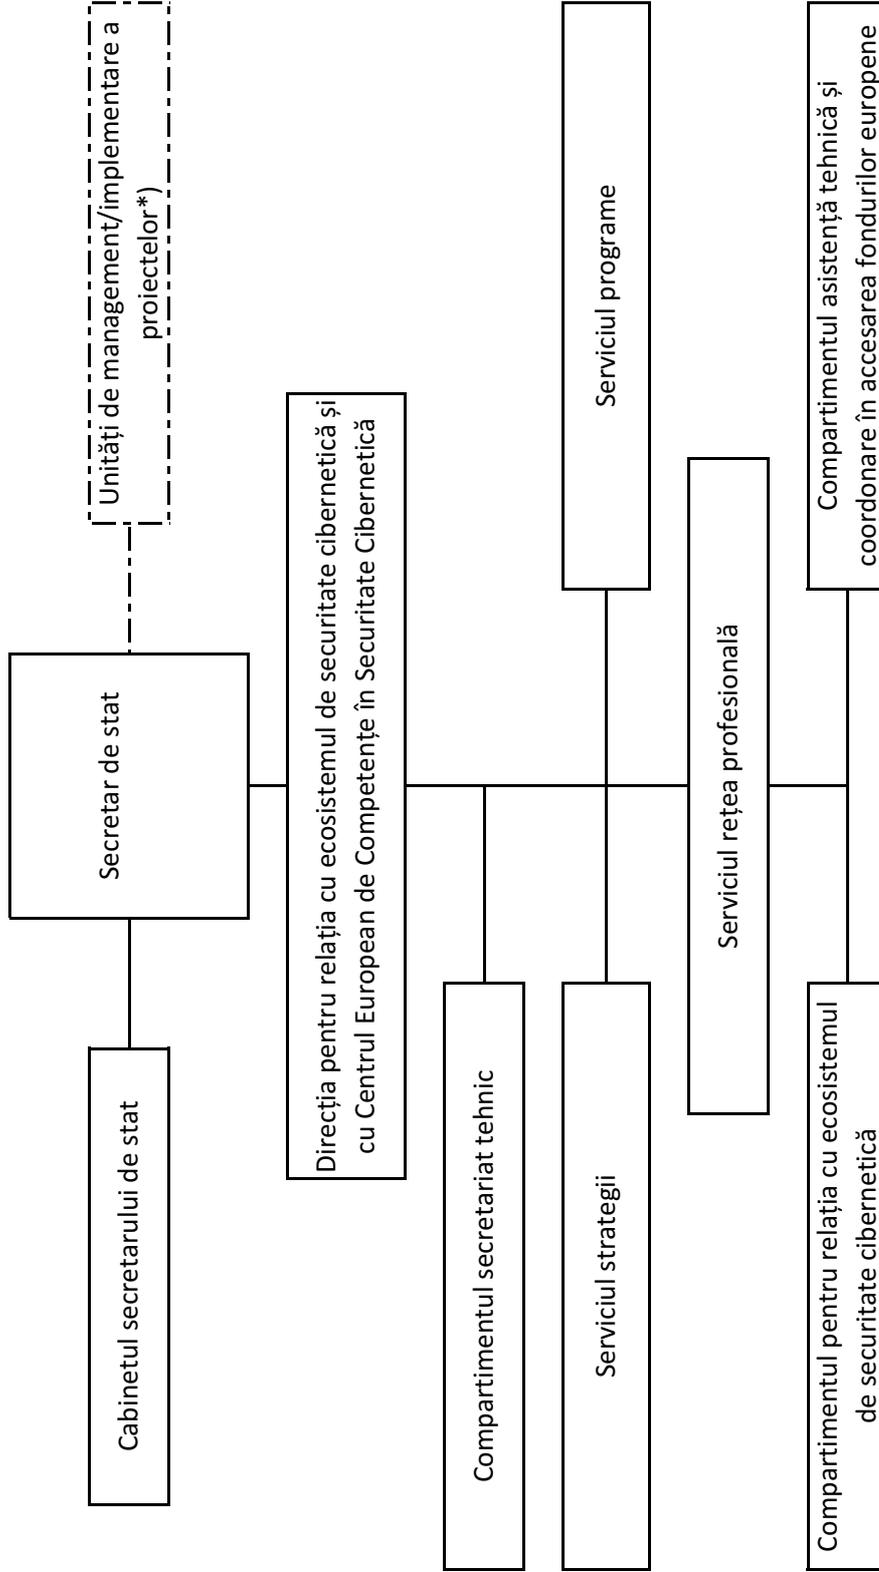 Cabinetul secretarului de stat
Secretar de stat
Unități de management/implementare a
proiectelor*)
Direcția pentru relația cu ecosistemul de securitate cibernetică și
cu Centrul European de Competențe în Securitate Cibernetică
Compartimentul secretariat tehnic
Serviciul strategii
Serviciul programe
Serviciul rețea profesională
Compartimentul pentru relația cu ecosistemul
de securitate cibernetică
Compartimentul asistență tehnică și
coordonare în accesarea fondurilor europene